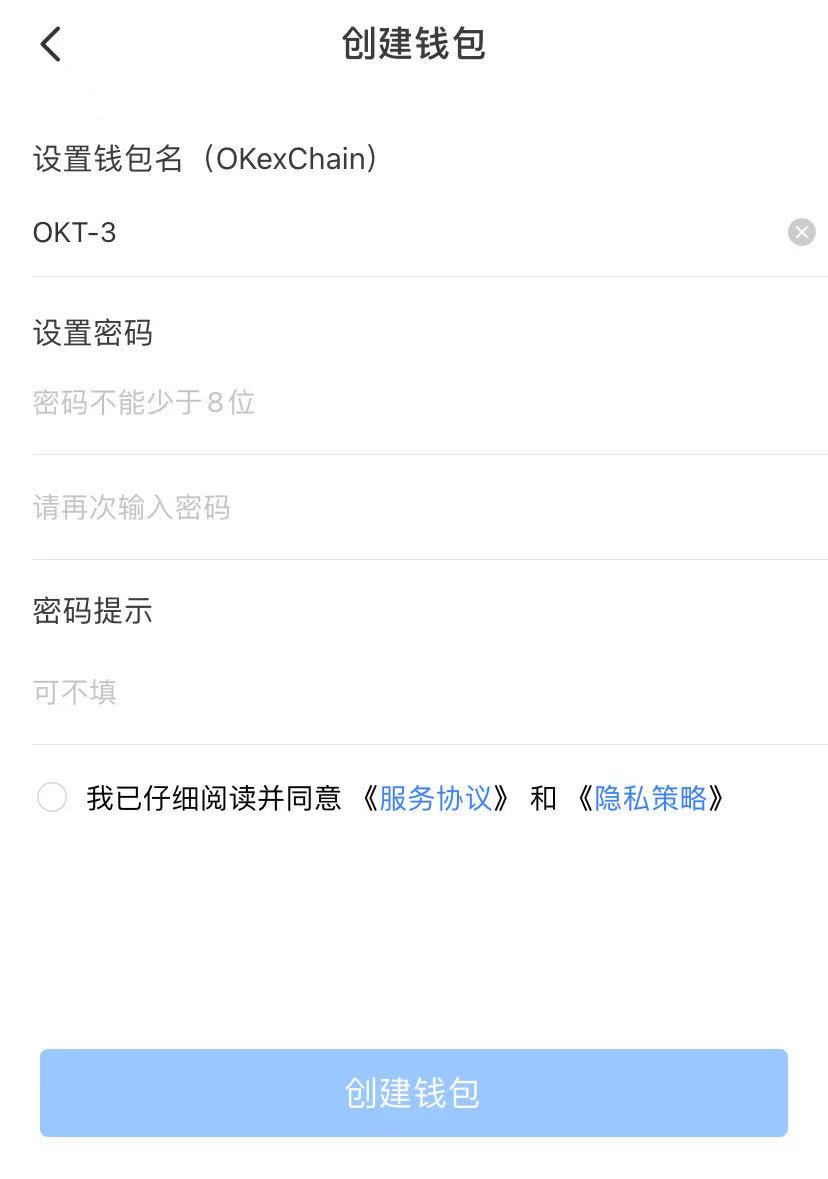 创建钱包
设置钱包名（OKexChain）
OKT-3
设置密码
密码不能少于8位
请再次输入密码
密码提示
可不填
我已仔细阅读并同意《服务协议》和《隐私策略》
创建钱包